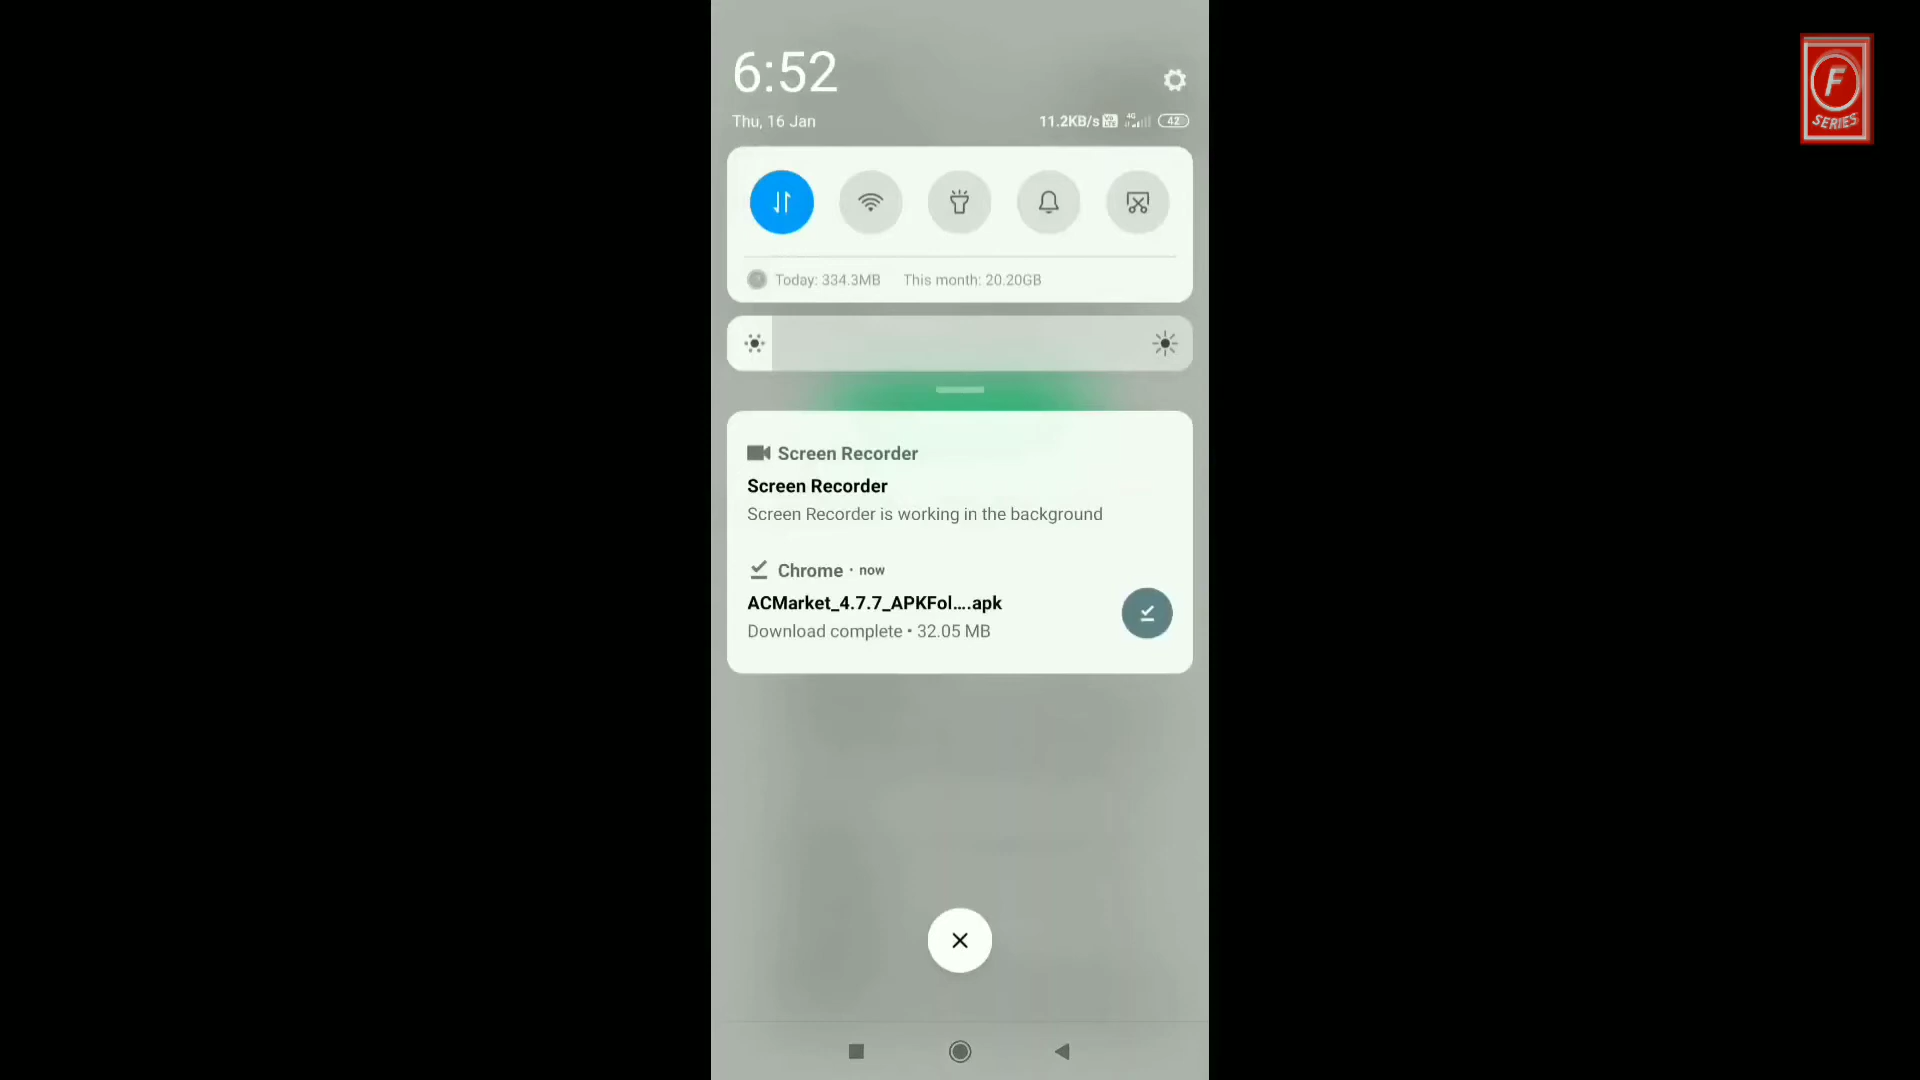 6:52
Thu, 16 Jan
11.2KB/s
4G
42
F
SERIES
Today: 334.3MB This month: 20.20GB
Screen Recorder
Screen Recorder
Screen Recorder is working in the background
Chrome · now
ACMarket_4.7.7_APKFol....apk
Download complete • 32.05 MB